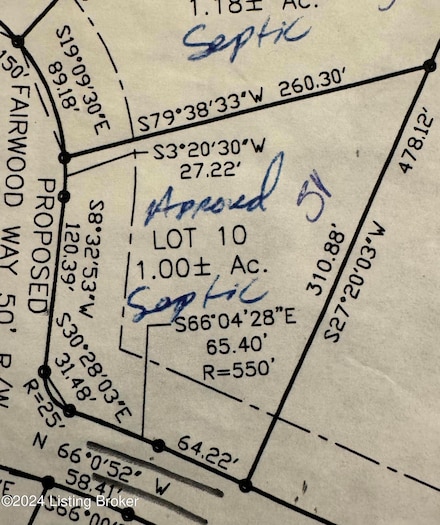 1.18± Ac.
Septic
S19°09'30"E
89.18'
150'
S79°38'33"W 260.30'
S3°20'30"W
27.22'
478.12'
FAIRWOOD WAY 50' R/W
PROPOSED
S8°32'53"W
120.39'
Approved
LOT 10
1.00± Ac.
Septic
310.88'
S27°20'03"W
S66°04'28"E
65.40'
R=550'
S30°28'03"E
31.48'
R=25'
64.22'
N 66°0'52" W
58.41'
©2024 Listing Broker